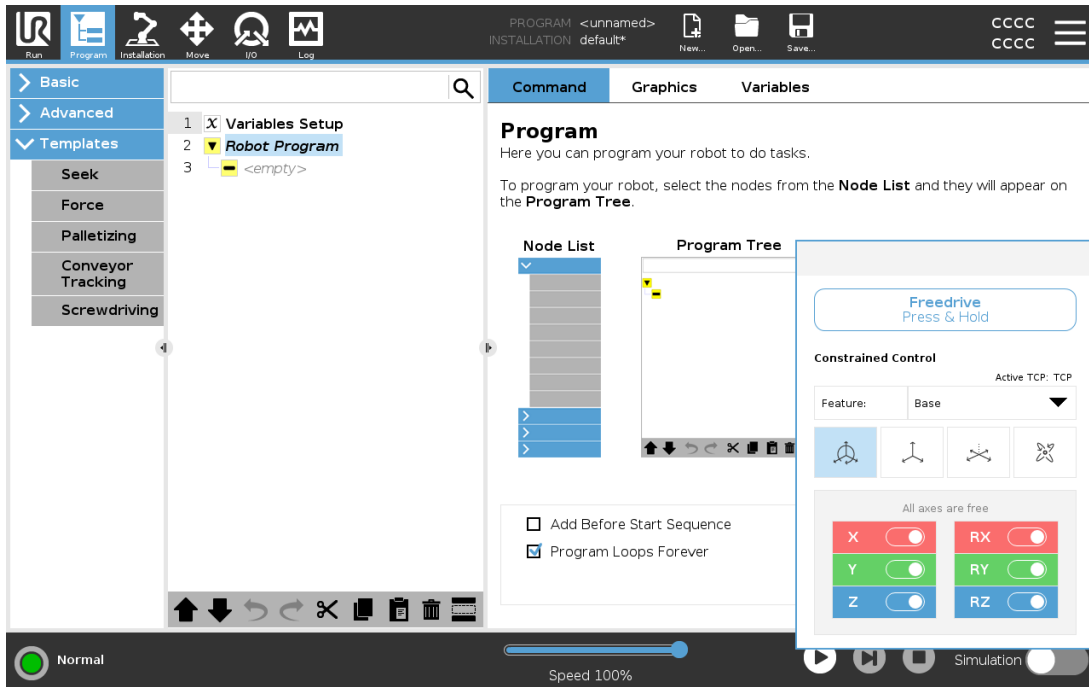 PROGRAM <unnamed>
INSTALLATION default*
CCCC
CCCC
Run Program Installation Move I/O Log New... Open... Save...
Basic
Advanced
Templates
Seek
Force
Palletizing
Conveyor
Tracking
Screwdriving
1 x Variables Setup
2 Robot Program
3 <empty>
Command Graphics Variables
Program
Here you can program your robot to do tasks.
To program your robot, select the nodes from the Node List and they will appear on
the Program Tree.
Node List Program Tree
Add Before Start Sequence
Program Loops Forever
Freedrive
Press & Hold
Constrained Control
Active TCP: TCP
Feature: Base
All axes are free
X RX
Y RY
Z RZ
Normal
Speed 100%
Simulation